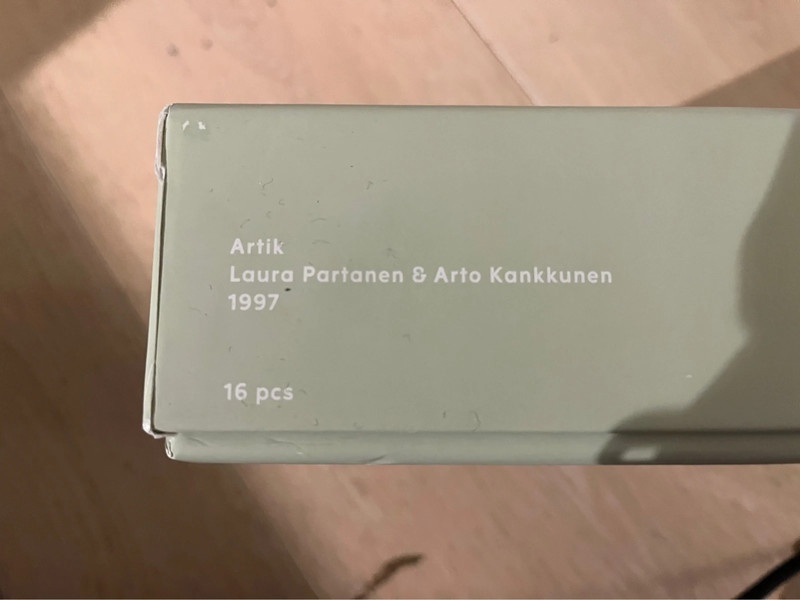 Artik
Laura Partanen & Arto Kankkunen
1997
16 pcs